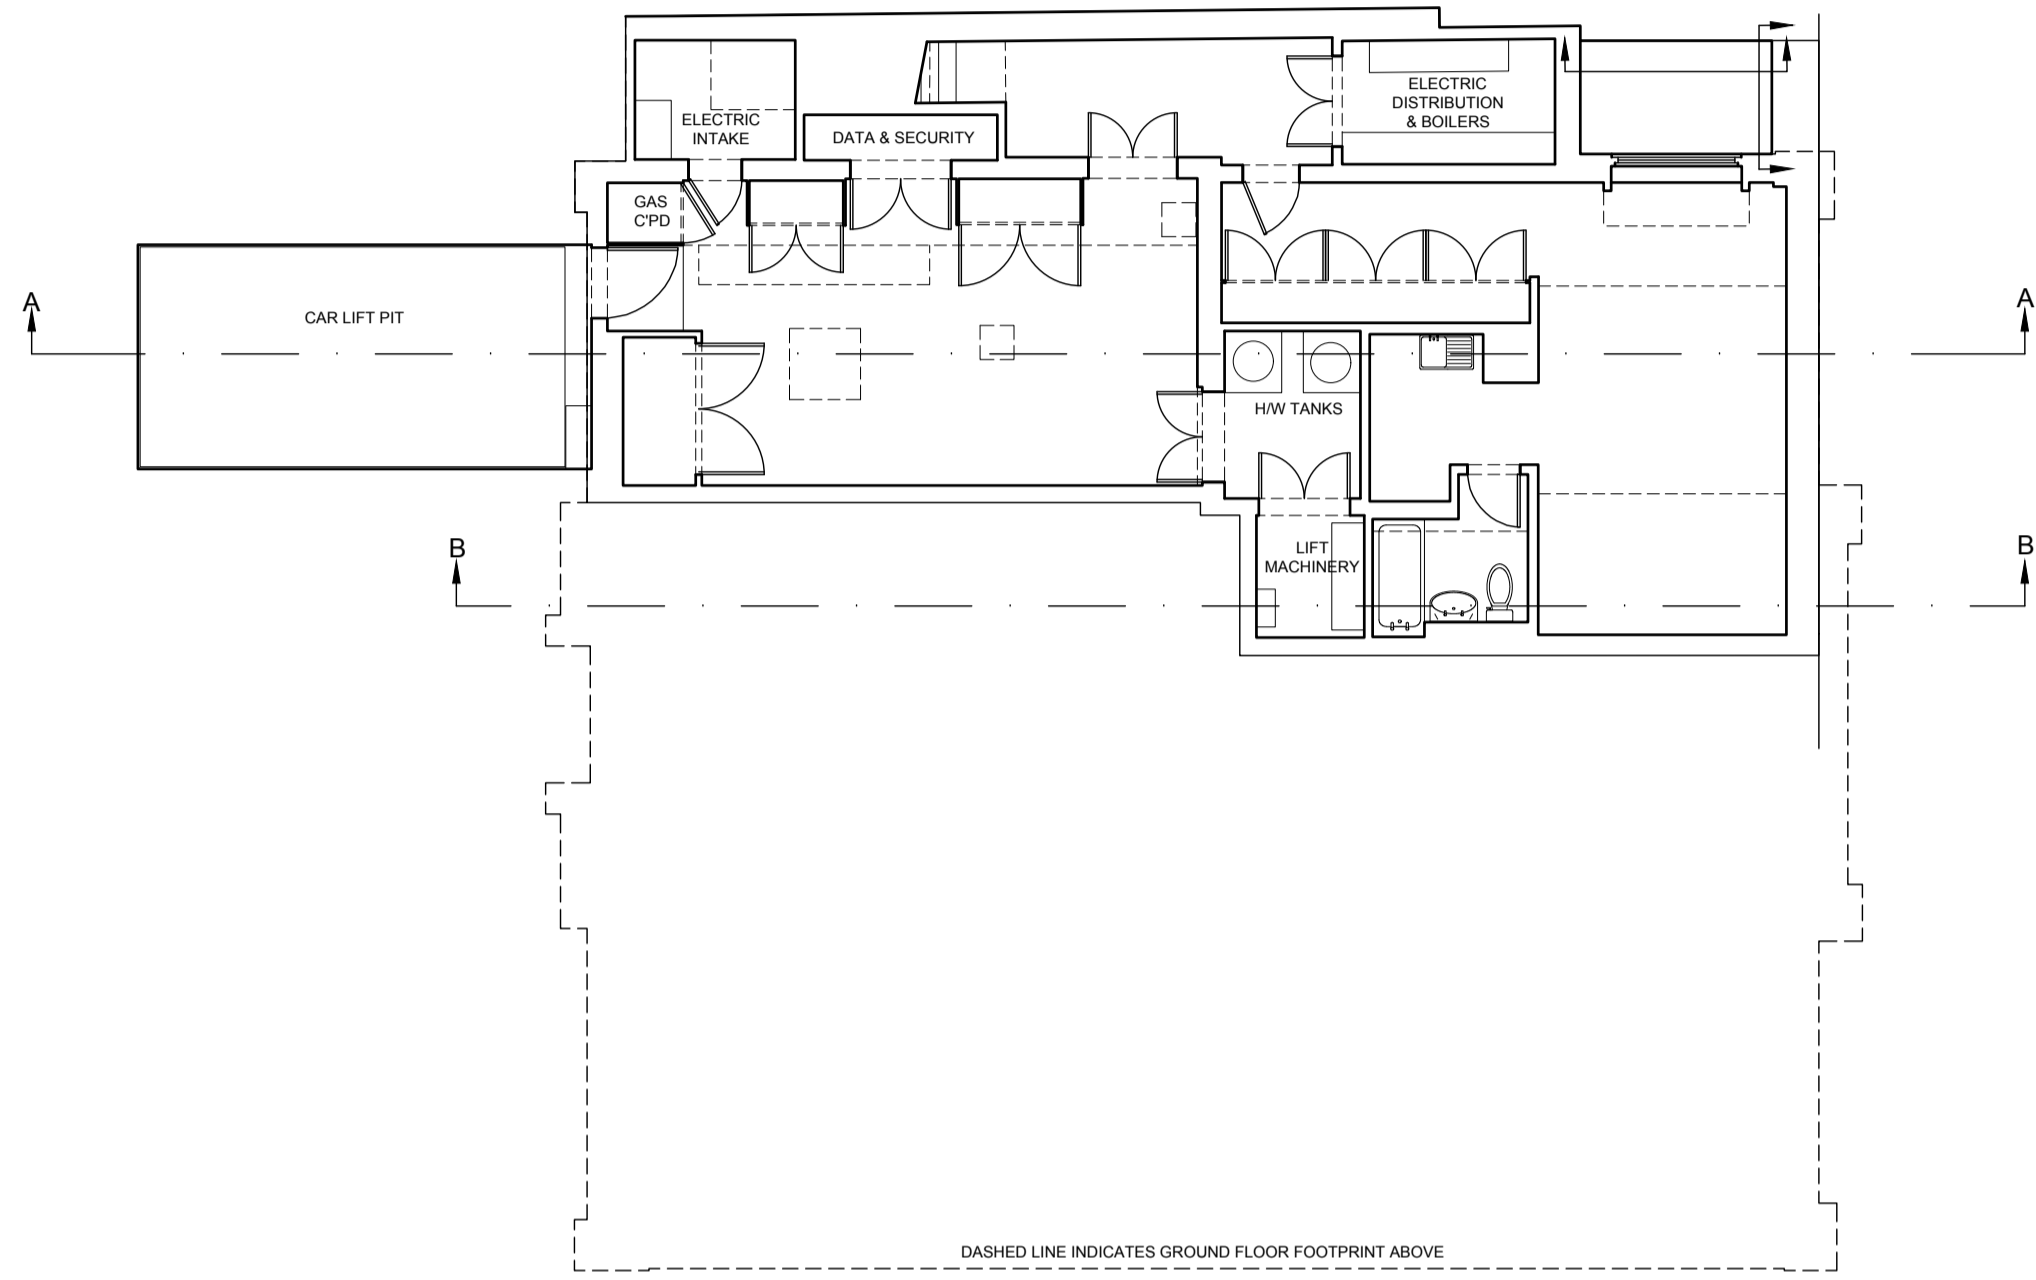 ELECTRIC
INTAKE
DATA & SECURITY
ELECTRIC
DISTRIBUTION
& BOILERS
GAS
C'PD
A
CAR LIFT PIT
A
H/W TANKS
B
LIFT
MACHINERY
B
DASHED LINE INDICATES GROUND FLOOR FOOTPRINT ABOVE